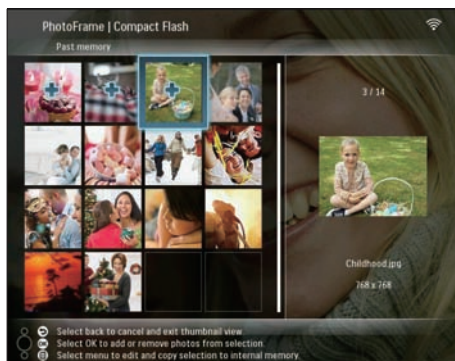 PhotoFrame | Compact Flash
Past memory
3 / 14
Childhood.jpg
768 x 768
Select back to cancel and exit thumbnail view.
OK Select OK to add or remove photos from selection.
Select menu to edit and copy selection to internal memory.